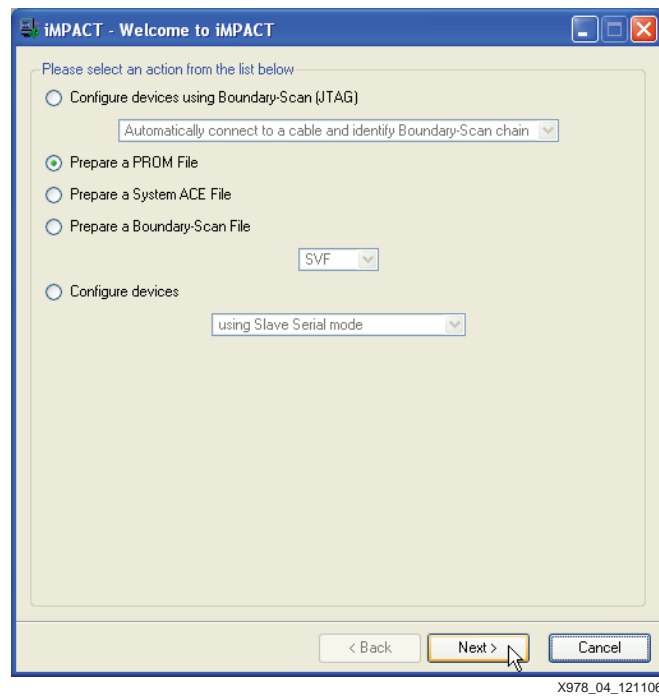 iMPACT - Welcome to iMPACT
Please select an action from the list below
Configure devices using Boundary-Scan (JTAG)
Automatically connect to a cable and identify Boundary-Scan chain
Prepare a PROM File
Prepare a System ACE File
Prepare a Boundary-Scan File
SVF
Configure devices
using Slave Serial mode
< Back Next > Cancel
X978_04_121106